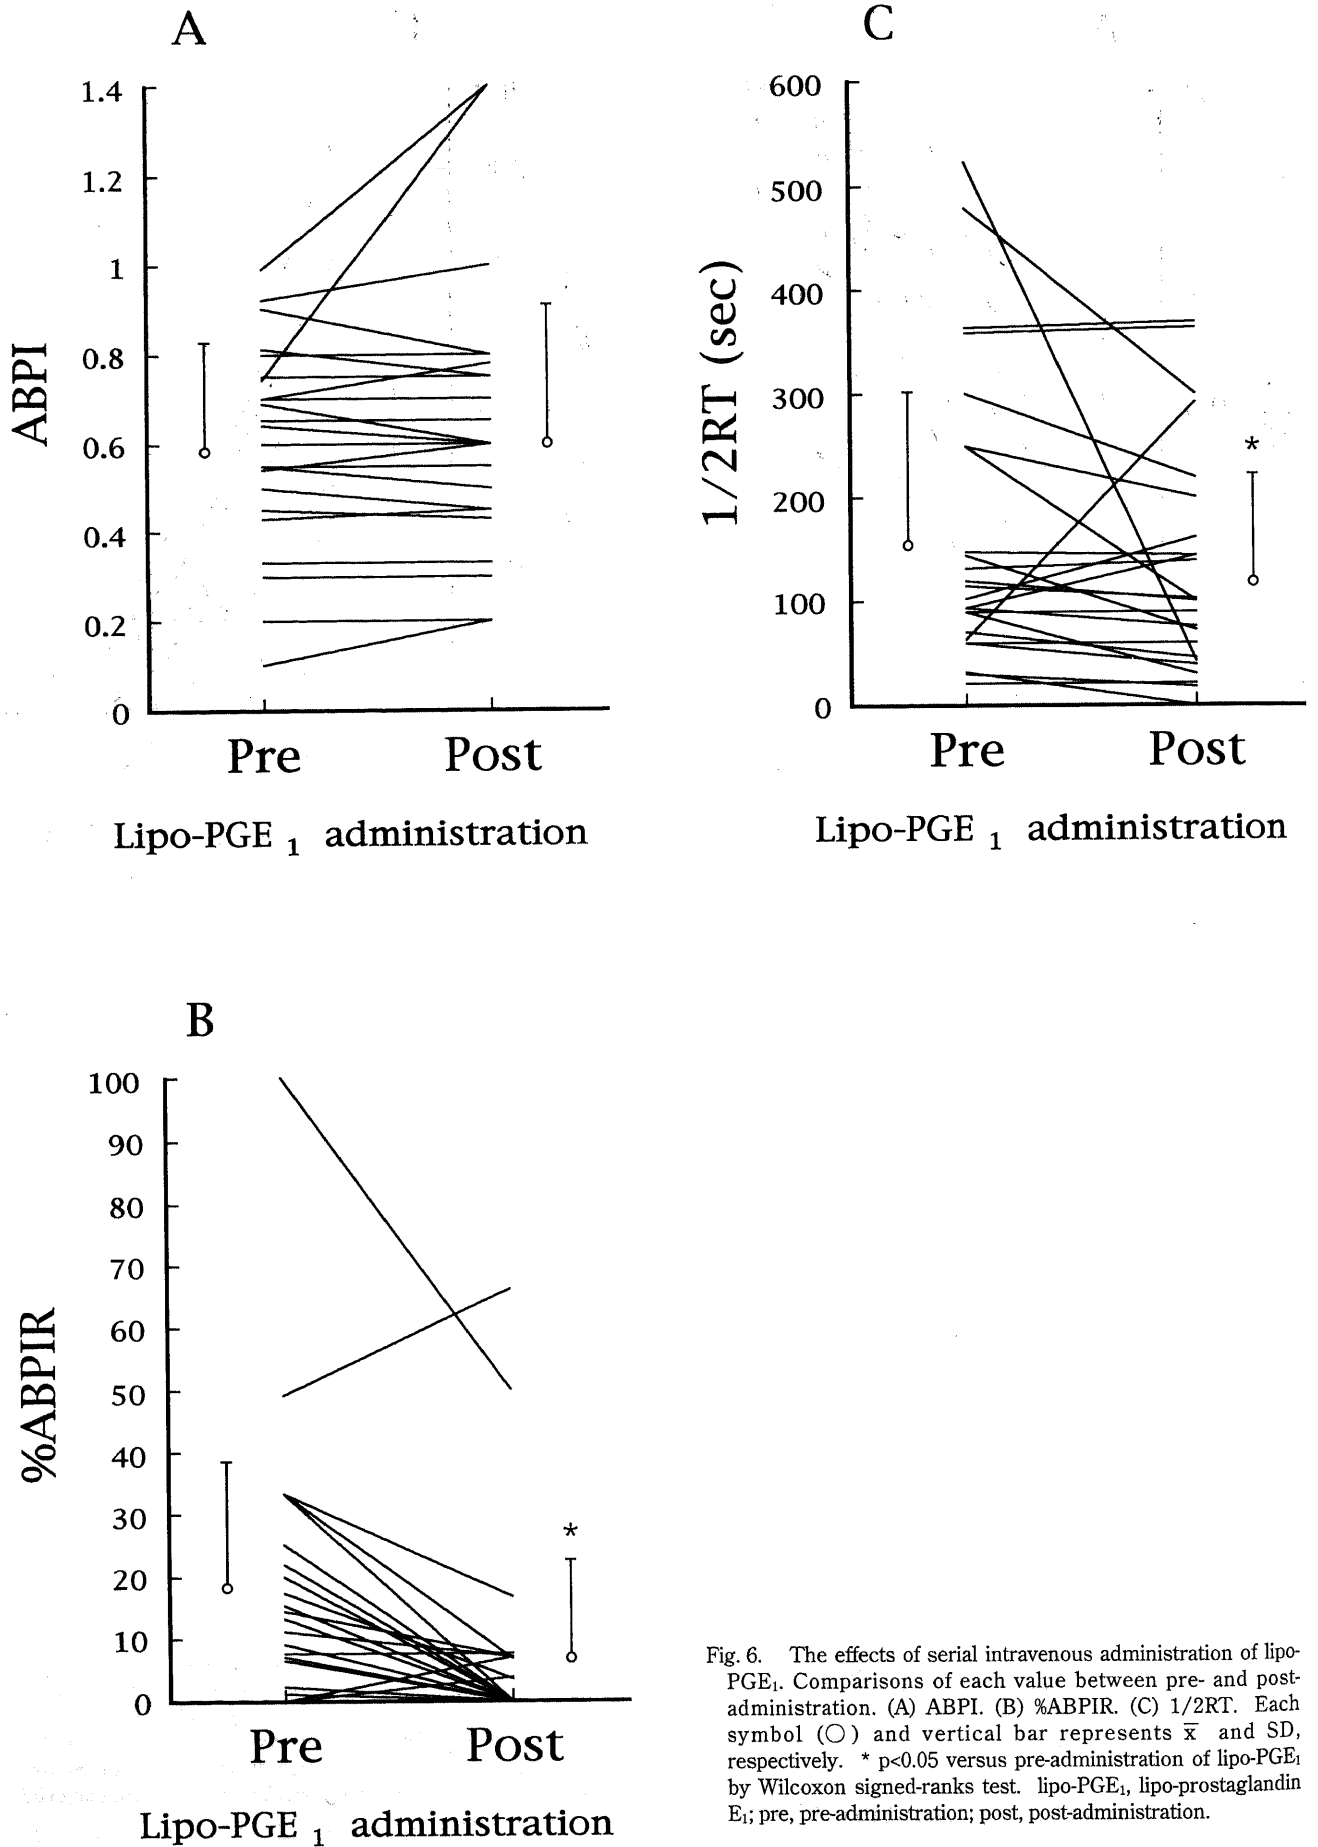 A
1.4
1.2
1
0.8
0.6
0.4
0.2
0
ABPI
Pre Post
Lipo-PGE 1 administration
C
600
500
400
300
200
100
0
1/2RT (sec)
*
Pre Post
Lipo-PGE 1 administration
B
100
90
80
70
60
50
40
30
20
10
0
%ABPIR
*
Pre Post
Lipo-PGE 1 administration
Fig. 6. The effects of serial intravenous administration of lipo-
PGE₁. Comparisons of each value between pre- and post-
administration. (A) ABPI. (B) %ABPIR. (C) 1/2RT. Each
symbol (○) and vertical bar represents x̅ and SD,
respectively. * p<0.05 versus pre-administration of lipo-PGE₁
by Wilcoxon signed-ranks test. lipo-PGE₁, lipo-prostaglandin
E₁; pre, pre-administration; post, post-administration.